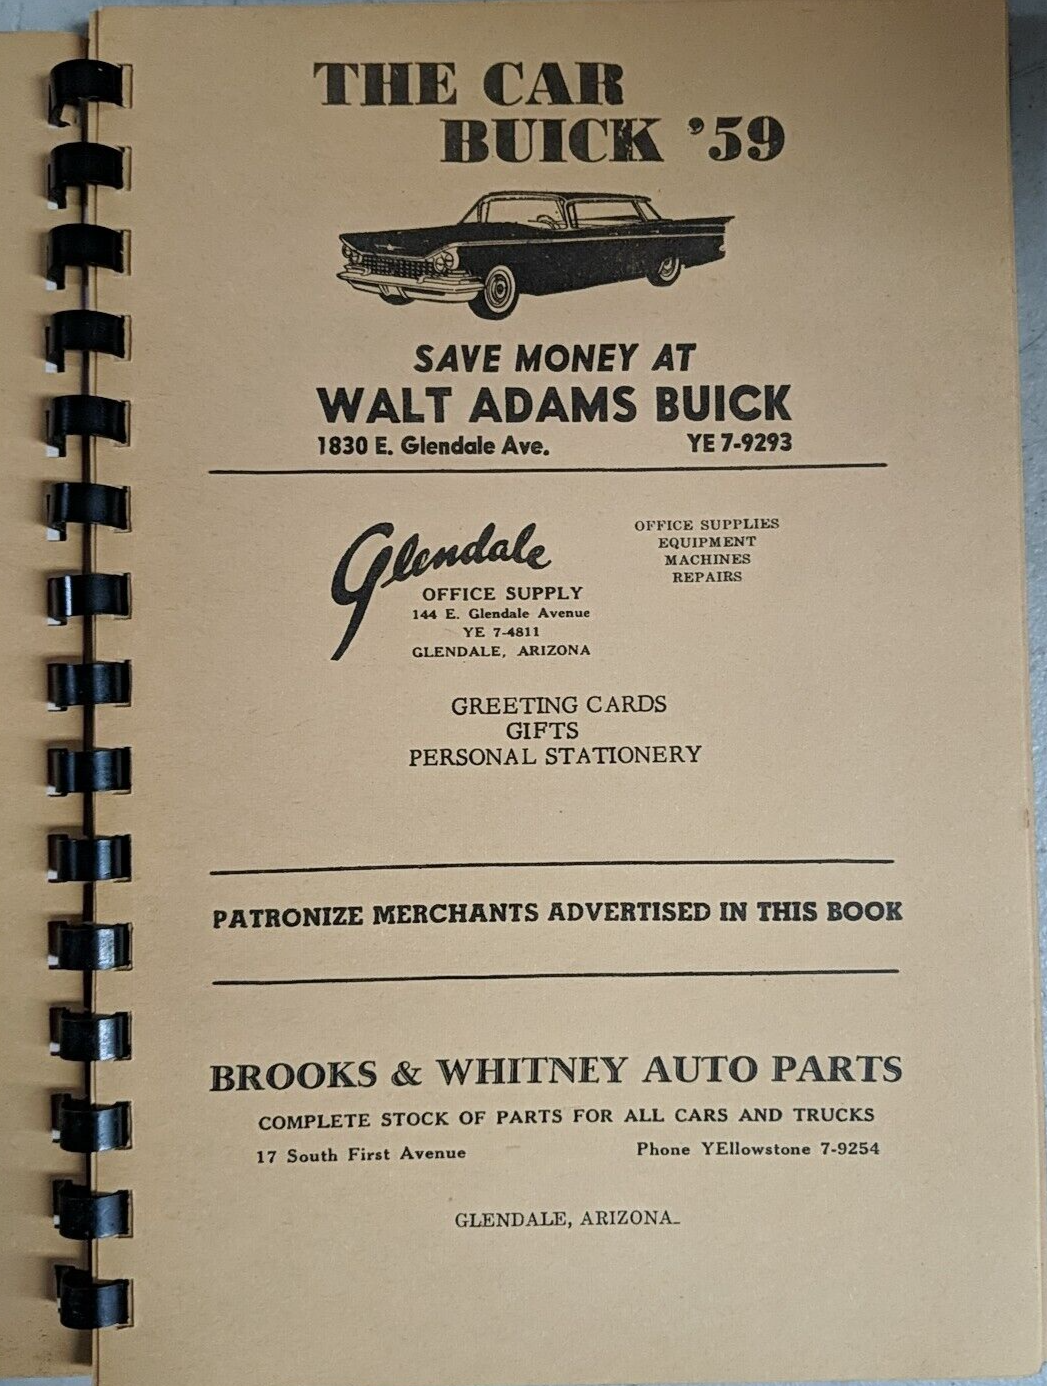 THE CAR
BUICK '59
SAVE MONEY AT
WALT ADAMS BUICK
1830 E. Glendale Ave. YE 7-9293
Glendale
OFFICE SUPPLY
144 E. Glendale Avenue
YE 7-4811
GLENDALE, ARIZONA
OFFICE SUPPLIES
EQUIPMENT
MACHINES
REPAIRS
GREETING CARDS
GIFTS
PERSONAL STATIONERY
PATRONIZE MERCHANTS ADVERTISED IN THIS BOOK
BROOKS & WHITNEY AUTO PARTS
COMPLETE STOCK OF PARTS FOR ALL CARS AND TRUCKS
17 South First Avenue Phone YEllowstone 7-9254
GLENDALE, ARIZONA